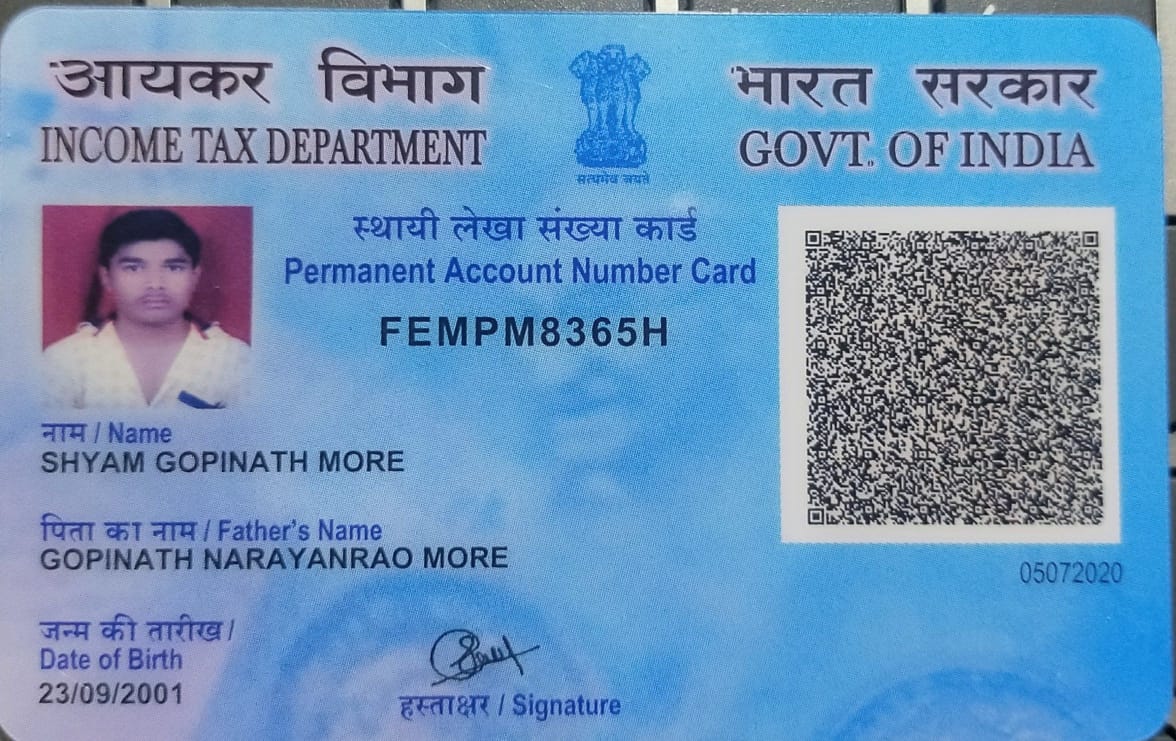 आयकर विभाग
INCOME TAX DEPARTMENT
सत्यमेव जयते
भारत सरकार
GOVT. OF INDIA
स्थायी लेखा संख्या कार्ड
Permanent Account Number Card
FEMPM8365H
नाम / Name
SHYAM GOPINATH MORE
पिता का नाम / Father's Name
GOPINATH NARAYANRAO MORE
05072020
जन्म की तारीख /
Date of Birth
23/09/2001
हस्ताक्षर / Signature